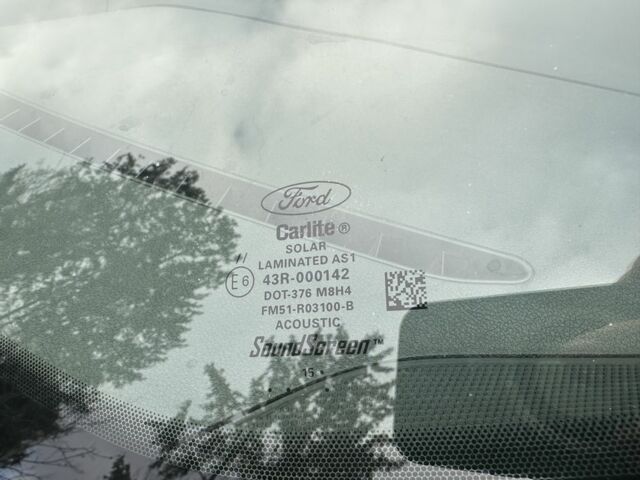 Ford
Carlite®
SOLAR
LAMINATED AS1
E6 43R-000142
DOT-376 M8H4
FM51-R03100-B
ACOUSTIC
SoundScreen™
15